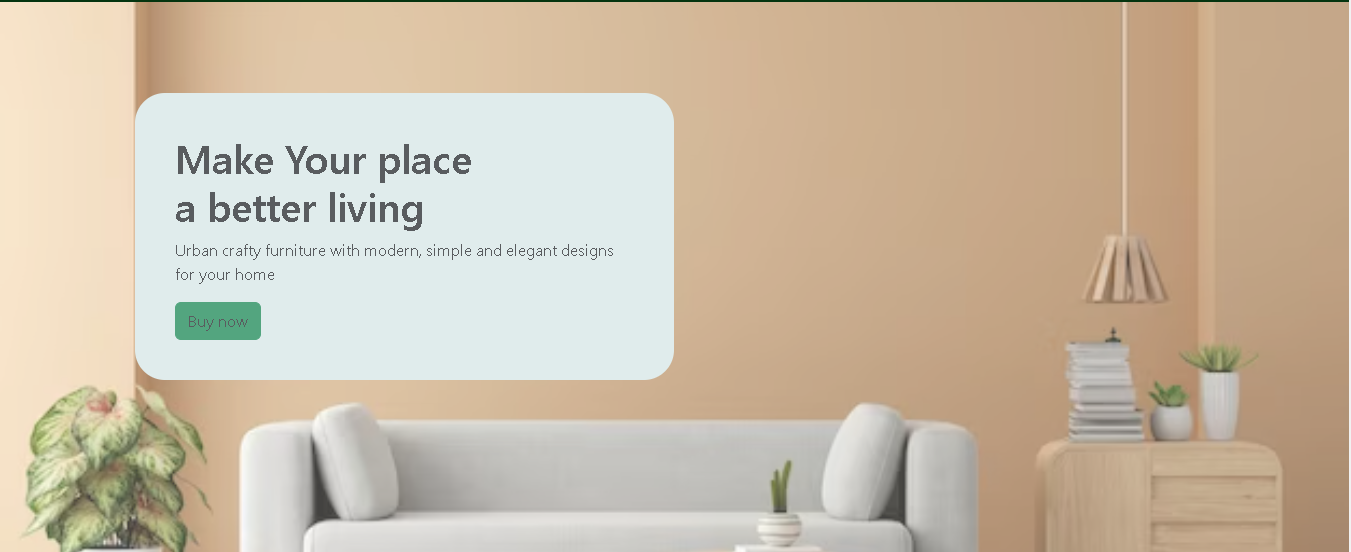 Make Your place
a better living
Urban crafty furniture with modern, simple and elegant designs
for your home
Buy now